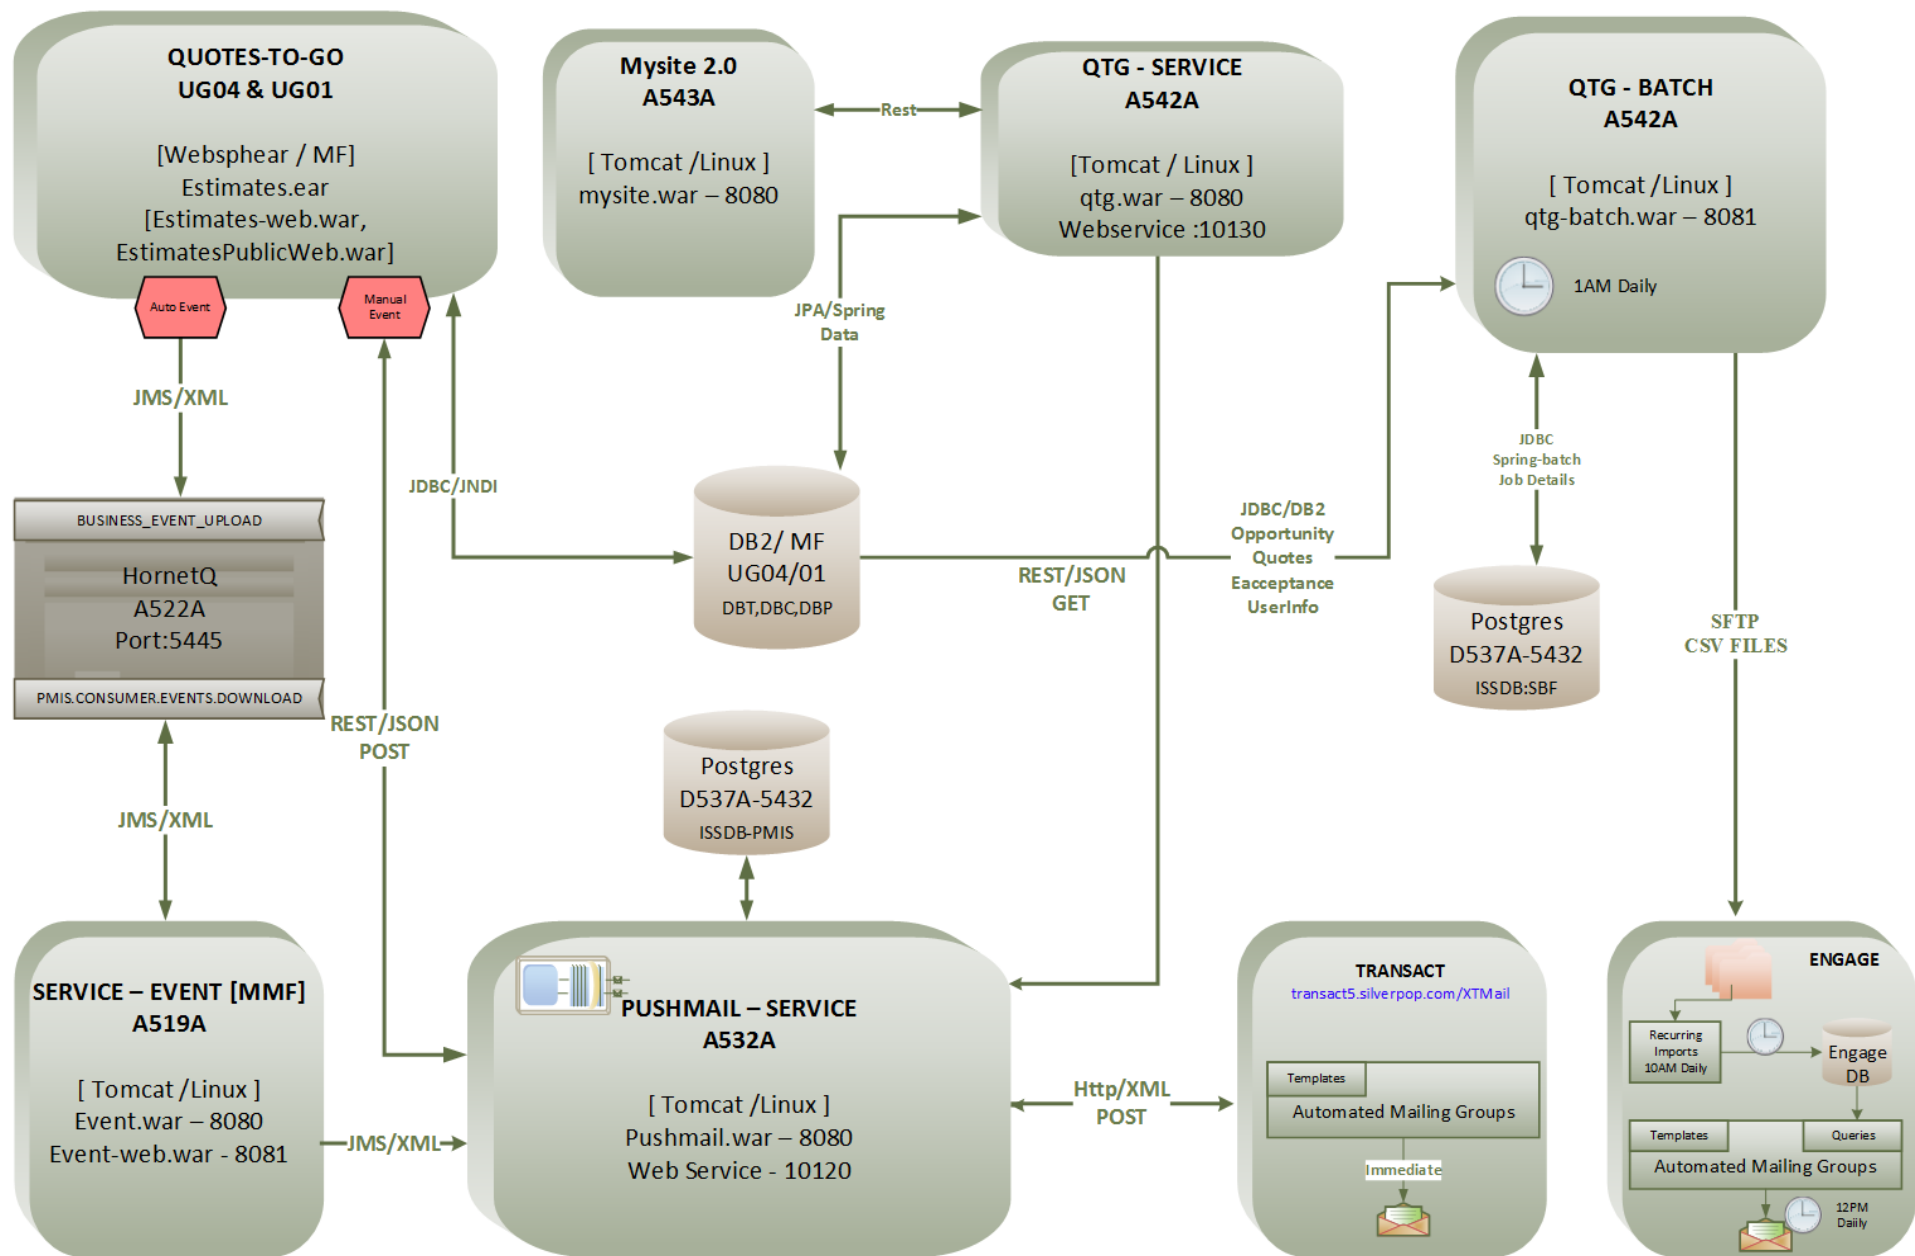 QUOTES-TO-GO
UG04 & UG01
[Websphear / MF]
Estimates.ear
[Estimates-web.war,
EstimatesPublicWeb.war]
Auto Event
Manual
Event
Mysite 2.0
A543A
[ Tomcat /Linux ]
mysite.war – 8080
Rest
QTG - SERVICE
A542A
[Tomcat / Linux ]
qtg.war – 8080
Webservice :10130
QTG - BATCH
A542A
[ Tomcat /Linux ]
qtg-batch.war – 8081
1AM Daily
JMS/XML
JPA/Spring
Data
JDBC/JNDI
JDBC
Spring-batch
Job Details
BUSINESS_EVENT_UPLOAD
HornetQ
A522A
Port:5445
PMIS.CONSUMER.EVENTS.DOWNLOAD
DB2/ MF
UG04/01
DBT,DBC,DBP
REST/JSON
GET
JDBC/DB2
Opportunity
Quotes
Eacceptance
UserInfo
Postgres
D537A-5432
ISSDB:SBF
SFTP
CSV FILES
REST/JSON
POST
Postgres
D537A-5432
ISSDB-PMIS
JMS/XML
SERVICE – EVENT [MMF]
A519A
[ Tomcat /Linux ]
Event.war – 8080
Event-web.war - 8081
JMS/XML
PUSHMAIL – SERVICE
A532A
[ Tomcat /Linux ]
Pushmail.war – 8080
Web Service - 10120
Http/XML
POST
TRANSACT
transact5.silverpop.com/XTMail
Templates
Automated Mailing Groups
Immediate
ENGAGE
Recurring
Imports
10AM Daily
Engage
DB
Templates
Queries
Automated Mailing Groups
12PM
Daiily